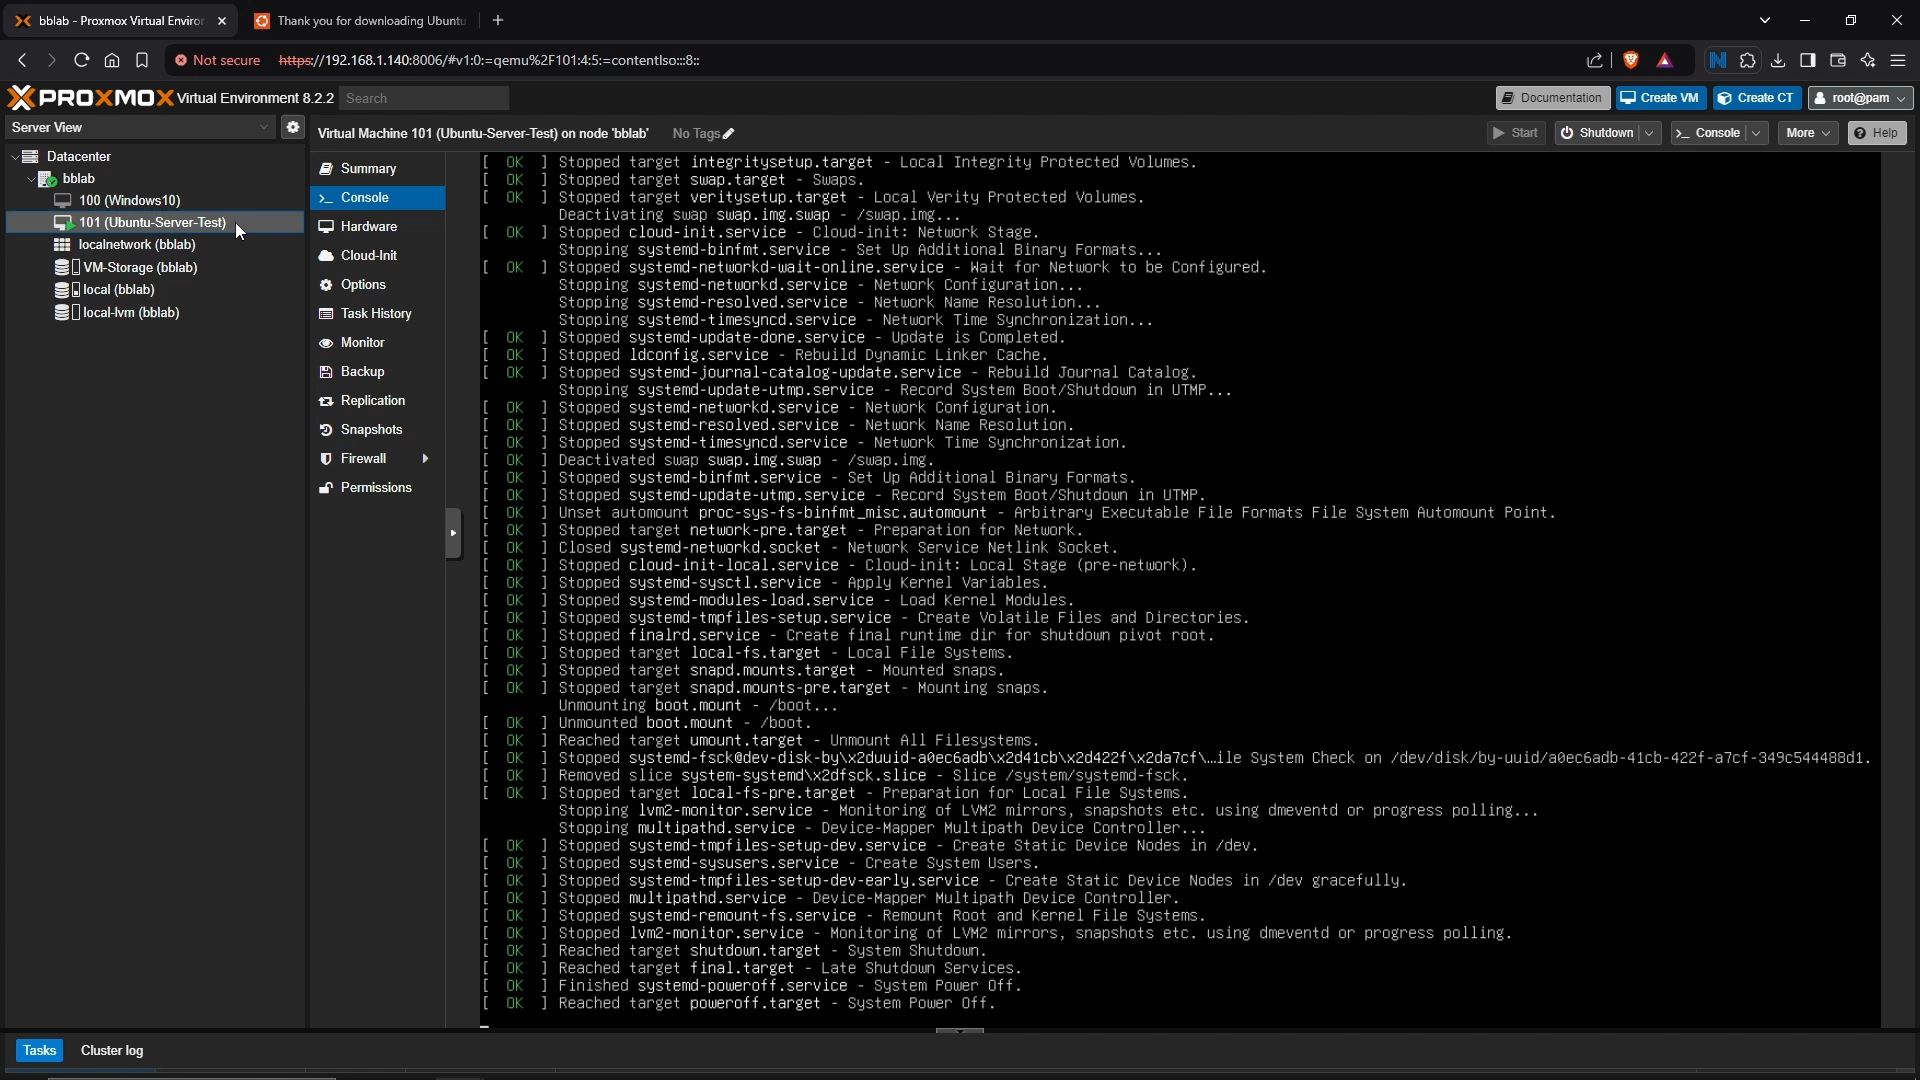 bblab - Proxmox Virtual Enviror
Thank you for downloading Ubuntu
Not secure https://192.168.1.140:8006/#v1:0:=qemu%2F101:4:5:=contentIso:::8::
PROXMOX Virtual Environment 8.2.2 Search
Documentation Create VM Create CT root@pam
Server View
Virtual Machine 101 (Ubuntu-Server-Test) on node 'bblab' No Tags Start Shutdown Console More Help
Datacenter
bblab
100 (Windows10)
101 (Ubuntu-Server-Test)
localnetwork (bblab)
VM-Storage (bblab)
local (bblab)
local-lvm (bblab)
Summary
Console
Hardware
Cloud-Init
Options
Task History
Monitor
Backup
Replication
Snapshots
Firewall
Permissions
[ OK ] Stopped target integritysetup.target - Local Integrity Protected Volumes.
[ OK ] Stopped target swap.target - Swaps.
[ OK ] Stopped target veritysetup.target - Local Verity Protected Volumes.
Deactivating swap swap.img.swap - /swap.img...
[ OK ] Stopped cloud-init.service - Cloud-init: Network Stage.
Stopping systemd-binfmt.service - Set Up Additional Binary Formats...
[ OK ] Stopped systemd-networkd-wait-online.service - Wait for Network to be Configured.
Stopping systemd-networkd.service - Network Configuration...
Stopping systemd-resolved.service - Network Name Resolution...
Stopping systemd-timesyncd.service - Network Time Synchronization...
[ OK ] Stopped systemd-update-done.service - Update is Completed.
[ OK ] Stopped ldconfig.service - Rebuild Dynamic Linker Cache.
[ OK ] Stopped systemd-journal-catalog-update.service - Rebuild Journal Catalog.
Stopping systemd-update-utmp.service - Record System Boot/Shutdown in UTMP...
[ OK ] Stopped systemd-networkd.service - Network Configuration.
[ OK ] Stopped systemd-resolved.service - Network Name Resolution.
[ OK ] Stopped systemd-timesyncd.service - Network Time Synchronization.
[ OK ] Deactivated swap swap.img.swap - /swap.img.
[ OK ] Stopped systemd-binfmt.service - Set Up Additional Binary Formats.
[ OK ] Stopped systemd-update-utmp.service - Record System Boot/Shutdown in UTMP.
[ OK ] Unset automount proc-sys-fs-binfmt_misc.automount - Arbitrary Executable File Formats File System Automount Point.
[ OK ] Stopped target network-pre.target - Preparation for Network.
[ OK ] Closed systemd-networkd.socket - Network Service Netlink Socket.
[ OK ] Stopped cloud-init-local.service - Cloud-init: Local Stage (pre-network).
[ OK ] Stopped systemd-sysctl.service - Apply Kernel Variables.
[ OK ] Stopped systemd-modules-load.service - Load Kernel Modules.
[ OK ] Stopped systemd-tmpfiles-setup.service - Create Volatile Files and Directories.
[ OK ] Stopped finalrd.service - Create final runtime dir for shutdown pivot root.
[ OK ] Stopped target local-fs.target - Local File Systems.
[ OK ] Stopped target snapd.mounts.target - Mounted snaps.
[ OK ] Stopped target snapd.mounts-pre.target - Mounting snaps.
Unmounting boot.mount - /boot...
[ OK ] Unmounted boot.mount - /boot.
[ OK ] Reached target umount.target - Unmount All Filesystems.
[ OK ] Stopped systemd-fsck@dev-disk-by\x2duuid-a0ec6adb\x2d41cb\x2d422f\x2da7cf\…ile System Check on /dev/disk/by-uuid/a0ec6adb-41cb-422f-a7cf-349c544488d1.
[ OK ] Removed slice system-systemd\x2dfsck.slice - Slice /system/systemd-fsck.
[ OK ] Stopped target local-fs-pre.target - Preparation for Local File Systems.
Stopping lvm2-monitor.service - Monitoring of LVM2 mirrors, snapshots etc. using dmeventd or progress polling...
Stopping multipathd.service - Device-Mapper Multipath Device Controller...
[ OK ] Stopped systemd-tmpfiles-setup-dev.service - Create Static Device Nodes in /dev.
[ OK ] Stopped systemd-sysusers.service - Create System Users.
[ OK ] Stopped systemd-tmpfiles-setup-dev-early.service - Create Static Device Nodes in /dev gracefully.
[ OK ] Stopped multipathd.service - Device-Mapper Multipath Device Controller.
[ OK ] Stopped systemd-remount-fs.service - Remount Root and Kernel File Systems.
[ OK ] Stopped lvm2-monitor.service - Monitoring of LVM2 mirrors, snapshots etc. using dmeventd or progress polling.
[ OK ] Reached target shutdown.target - System Shutdown.
[ OK ] Reached target final.target - Late Shutdown Services.
[ OK ] Finished systemd-poweroff.service - System Power Off.
[ OK ] Reached target poweroff.target - System Power Off.
Tasks Cluster log